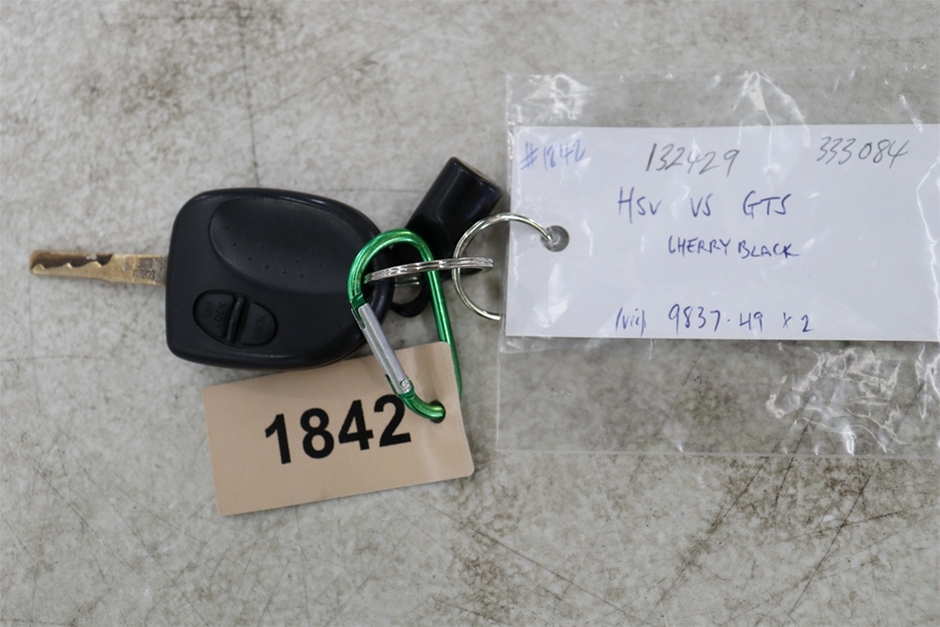 #1842 132429 333084
HSV VS GTS
CHERRY BLACK
9837.49 x 2
1842